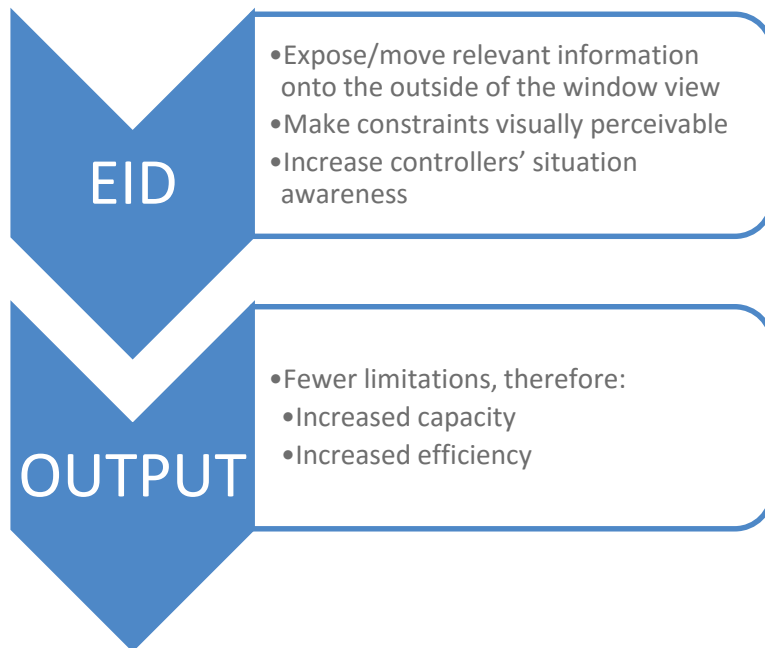 EID
•Expose/move relevant information
onto the outside of the window view
•Make constraints visually perceivable
•Increase controllers’ situation
awareness
OUTPUT
•Fewer limitations, therefore:
•Increased capacity
•Increased efficiency